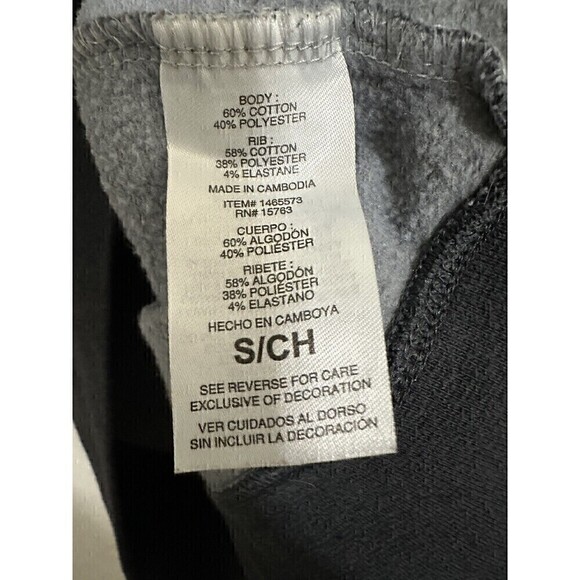 BODY :
60% COTTON
40% POLYESTER
RIB :
58% COTTON
38% POLYESTER
4% ELASTANE
MADE IN CAMBODIA
ITEM# 1465573
RN# 15763
CUERPO :
60% ALGODÓN
40% POLIÉSTER
RIBETE :
58% ALGODÓN
38% POLIÉSTER
4% ELASTANO
HECHO EN CAMBOYA
S/CH
SEE REVERSE FOR CARE
EXCLUSIVE OF DECORATION
VER CUIDADOS AL DORSO
SIN INCLUIR LA DECORACIÓN